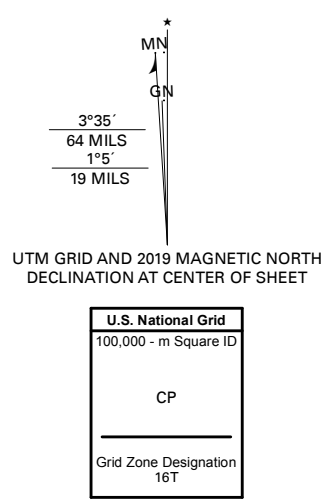 MN
GN
3°35´
64 MILS
1°5´
19 MILS
UTM GRID AND 2019 MAGNETIC NORTH
DECLINATION AT CENTER OF SHEET
U.S. National Grid
100,000 - m Square ID
CP
Grid Zone Designation
16T